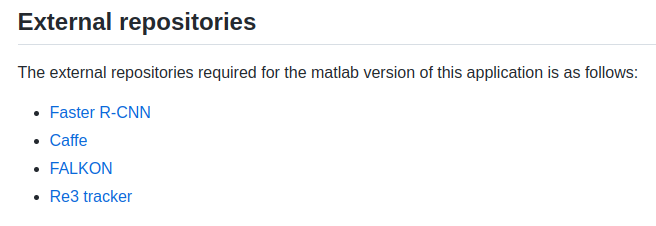 External repositories
The external repositories required for the matlab version of this application is as follows:
Faster R-CNN
Caffe
FALKON
Re3 tracker